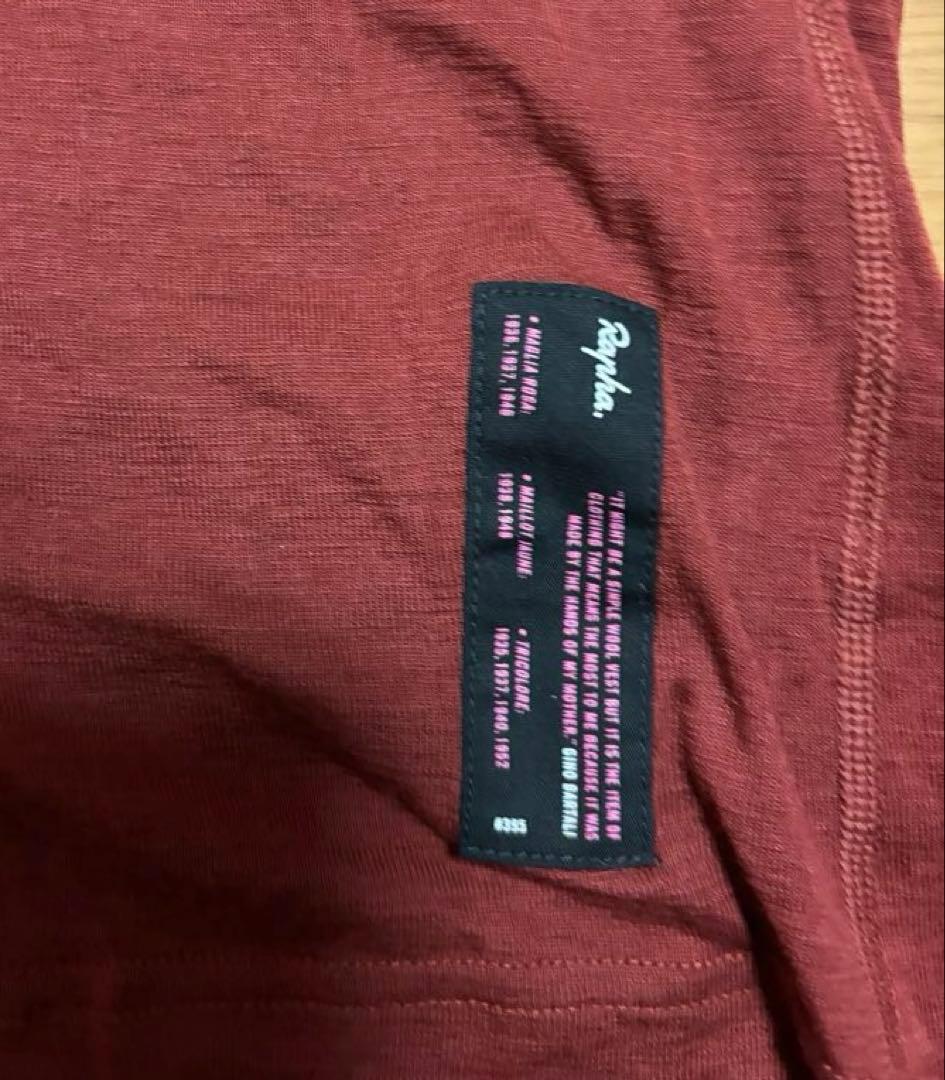 Rapha.
"IT MIGHT BE A SIMPLE WOOL VEST BUT IT IS THE ITEM OF
CLOTHING THAT MEANS THE MOST TO ME BECAUSE IT WAS
MADE BY THE HANDS OF MY MOTHER." GINO BARTALI
• MAGLIA ROSA:
1936, 1937, 1946
• MAILLOT JAUNE:
1938, 1948
• TRICOLORE:
1935, 1937, 1940, 1952